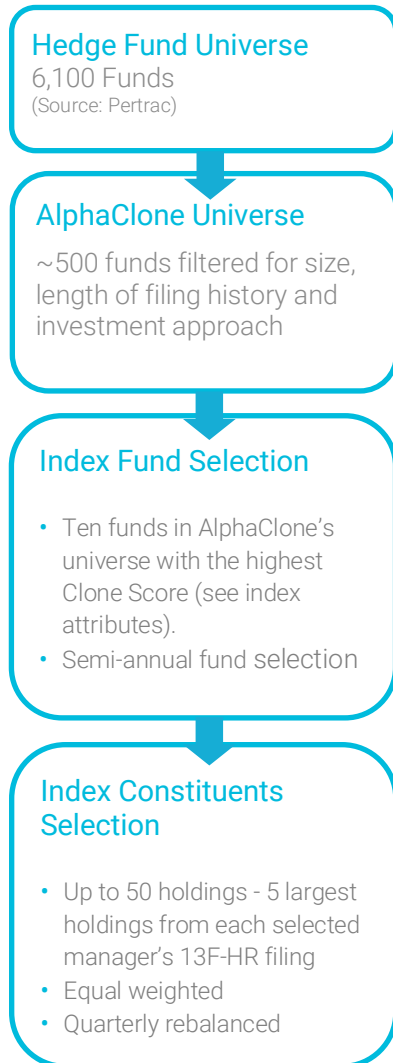 Hedge Fund Universe
6,100 Funds
(Source: Pertrac)
AlphaClone Universe
~500 funds filtered for size,
length of filing history and
investment approach
Index Fund Selection
• Ten funds in AlphaClone's
universe with the highest
Clone Score (see index
attributes).
• Semi-annual fund selection
Index Constituents
Selection
• Up to 50 holdings - 5 largest
holdings from each selected
manager's 13F-HR filing
• Equal weighted
• Quarterly rebalanced